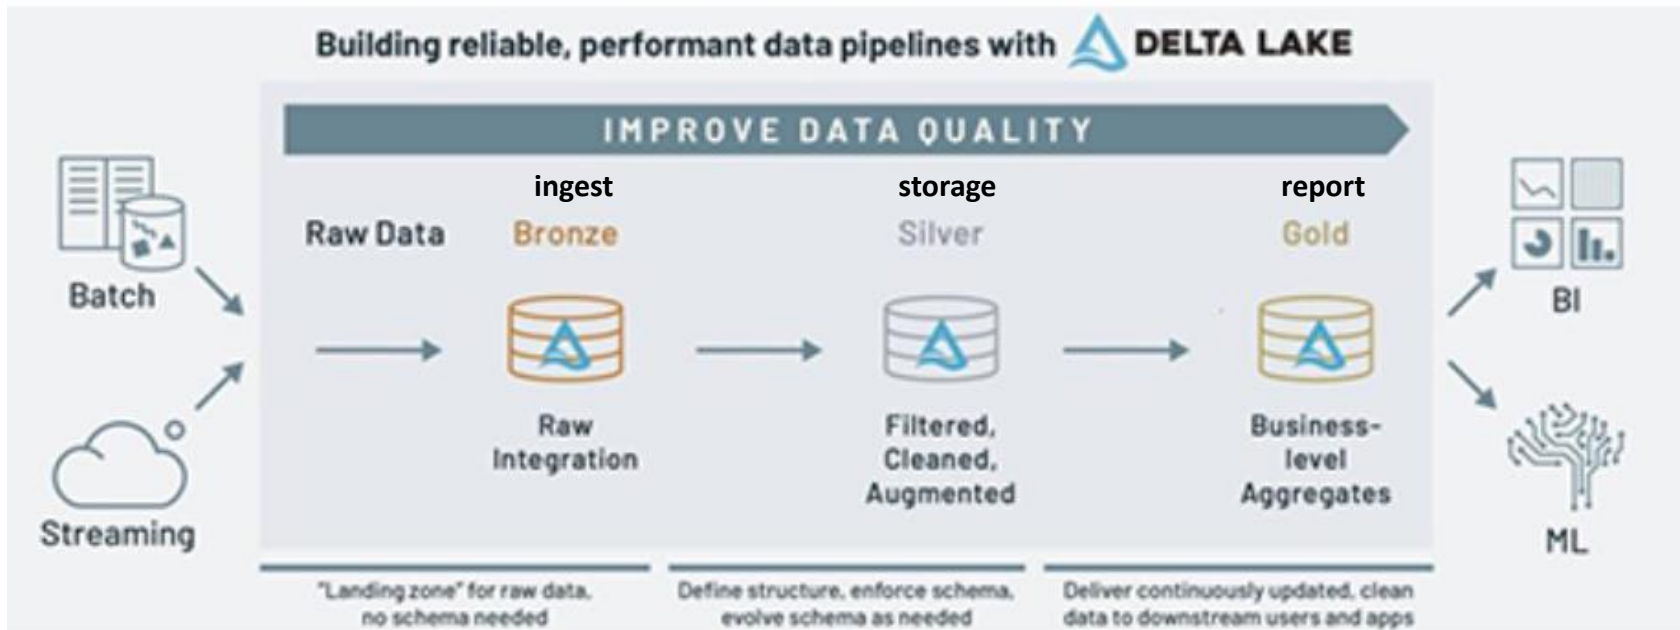 Building reliable, performant data pipelines with DELTA LAKE
IMPROVE DATA QUALITY
ingest
storage
report
Raw Data
Bronze
Silver
Gold
Batch
BI
Raw
Integration
Filtered,
Cleaned,
Augmented
Business-
level
Aggregates
Streaming
ML
"Landing zone" for raw data,
no schema needed
Define structure, enforce schema,
evolve schema as needed
Deliver continuously updated, clean
data to downstream users and apps